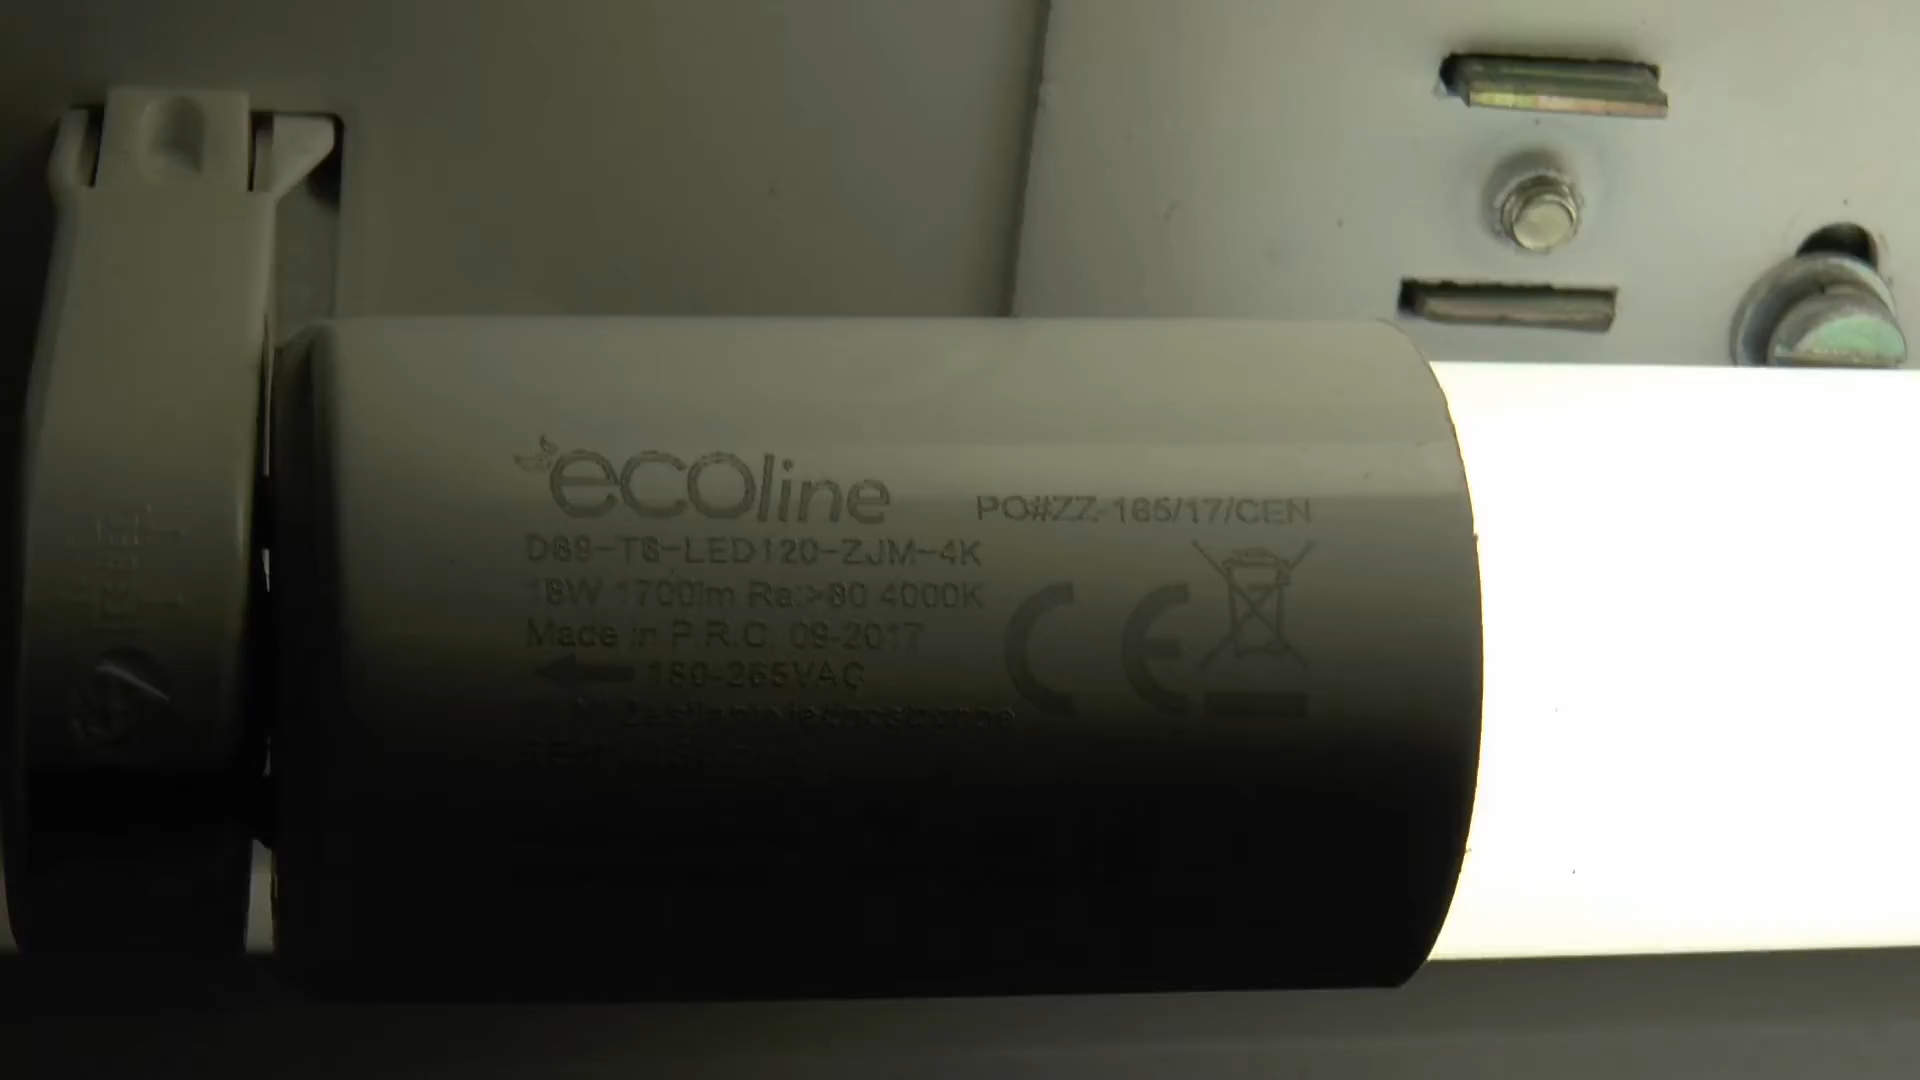 ecoline
PO#ZZ-165/17/CEN
D69-T8-LED120-ZJM-4K
18W 1700lm Ra:>80 4000K
Made in P.R.C. 09-2017
180-265VAC
CE